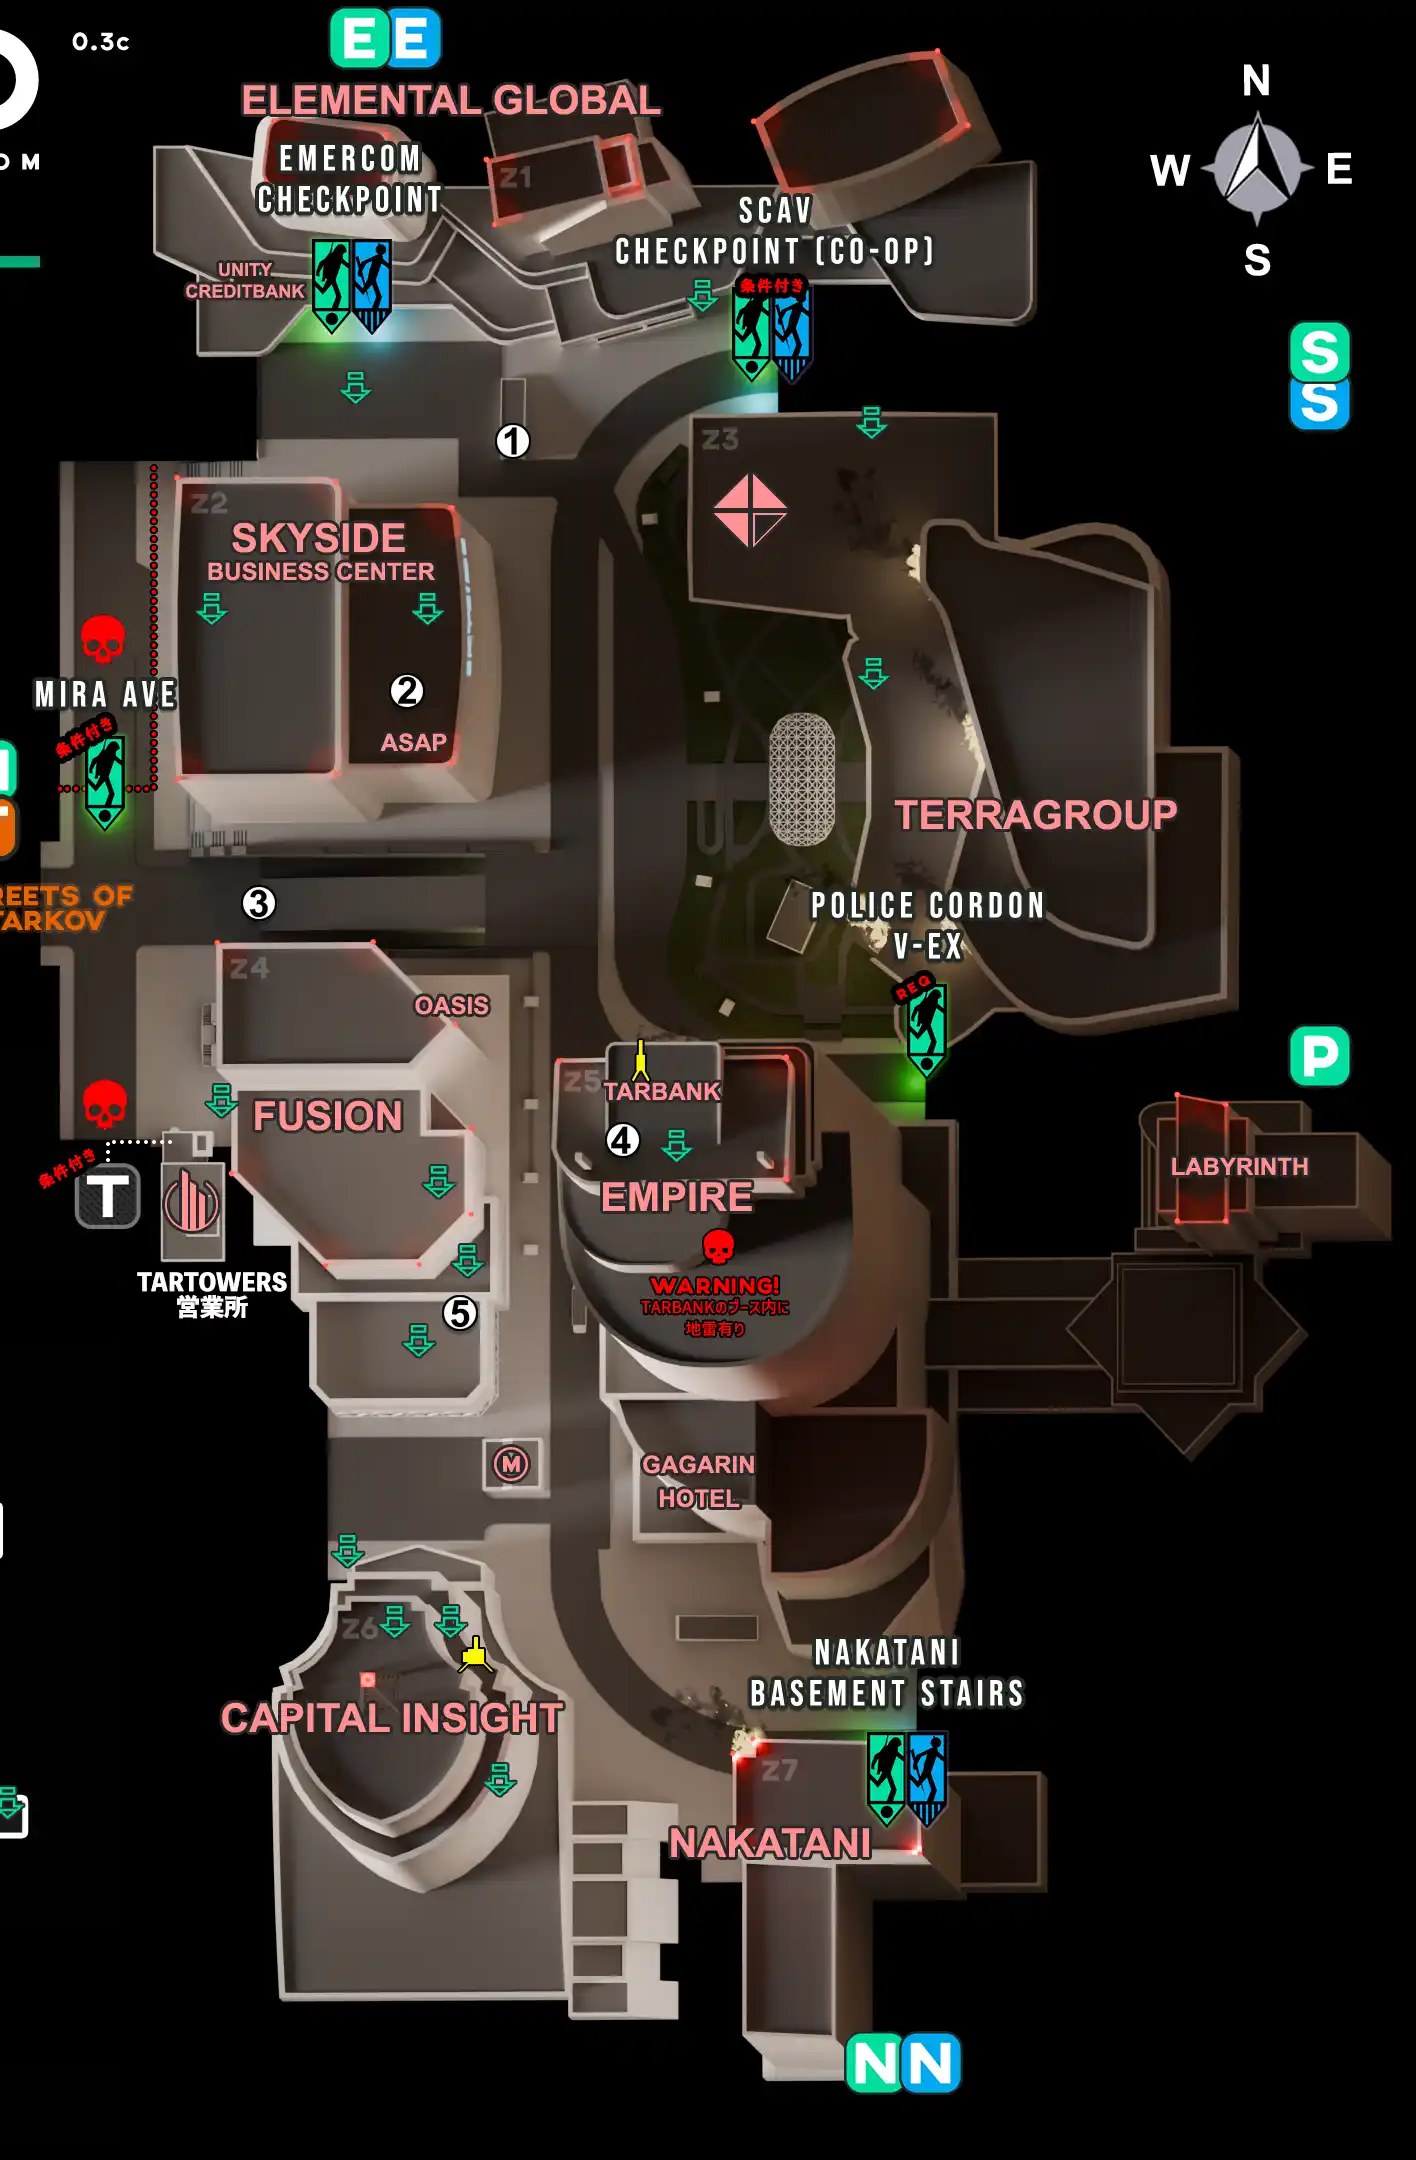 0.3c
E E
ELEMENTAL GLOBAL
N
W E
S
EMERCOM
CHECKPOINT
Z1
SCAV
CHECKPOINT (CO-OP)
UNITY
CREDITBANK
条件付き
S
S
1
Z3
Z2
SKYSIDE
BUSINESS CENTER
MIRA AVE
条件付き
2
ASAP
TERRAGROUP
3
REETS OF
TARKOV
POLICE CORDON
V-EX
REQ
Z4
OASIS
P
Z5
TARBANK
FUSION
4
EMPIRE
LABYRINTH
条件付き
T
WARNING!
TARBANKのブース内に
地雷有り
TARTOWERS
営業所
5
M
GAGARIN
HOTEL
Z6
NAKATANI
BASEMENT STAIRS
CAPITAL INSIGHT
Z7
NAKATANI
N N